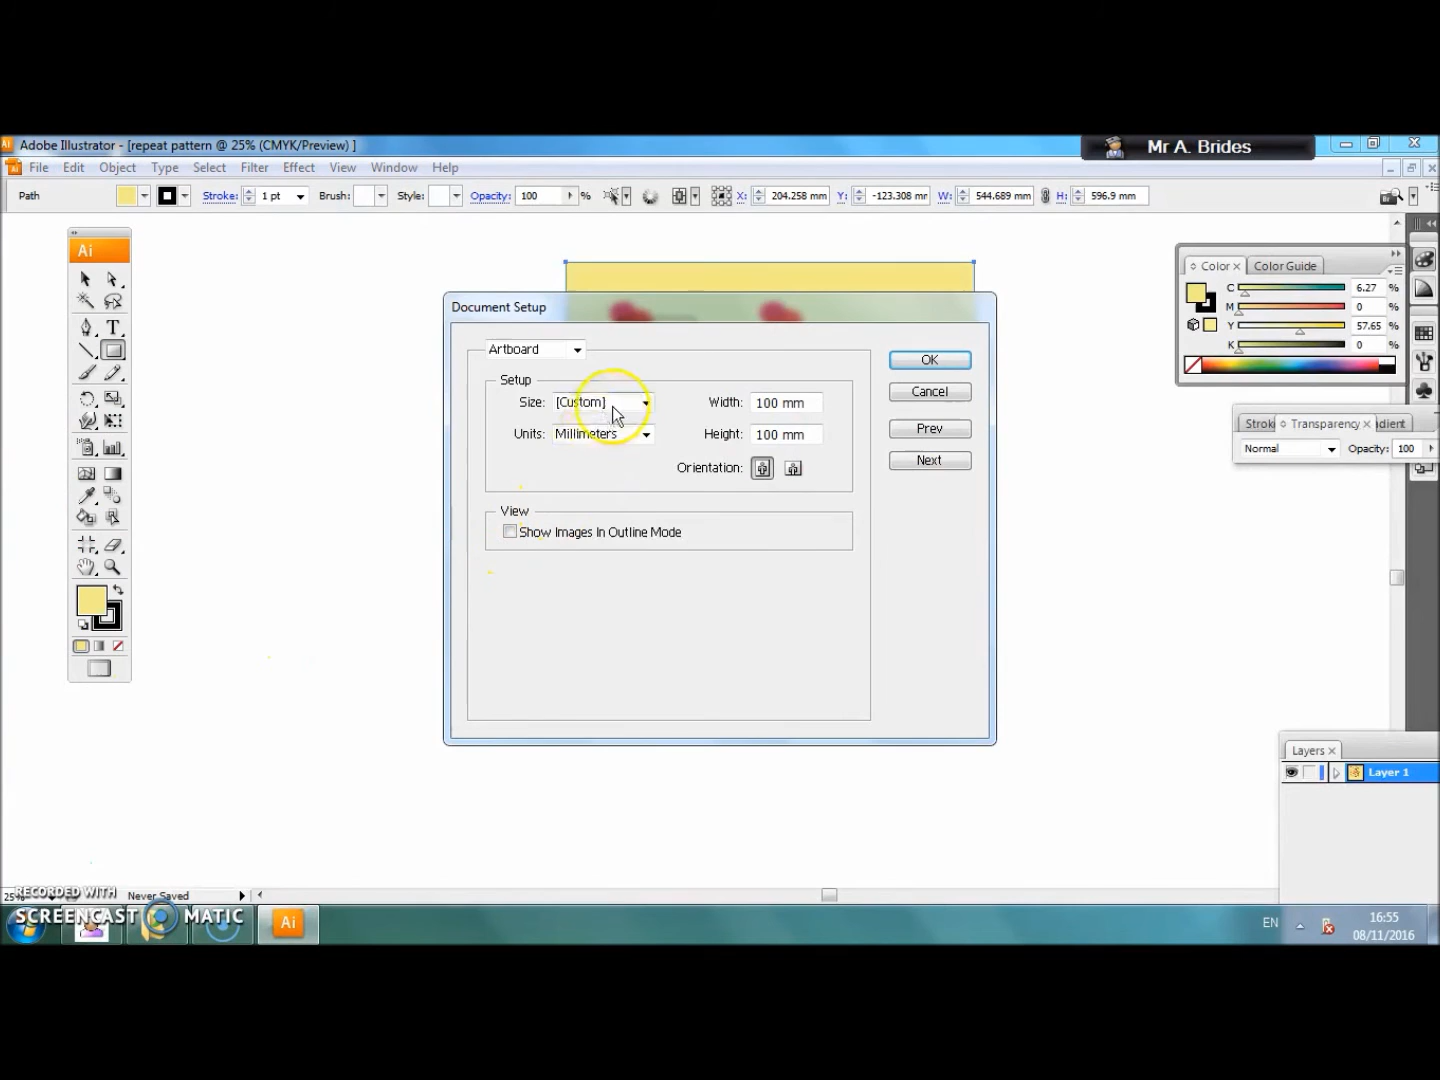 Adobe Illustrator - [repeat pattern @ 25% (CMYK/Preview) ]
Mr A. Brides
File Edit Object Type Select Filter Effect View Window Help
Path Stroke: 1 pt Brush: Style: Opacity: 100 % X: 204.258 mm Y: -123.308 mm W: 544.689 mm H: 596.9 mm
Ai
Color Color Guide
C 6.27 %
M 0 %
Y 57.65 %
K 0 %
Document Setup
Artboard
OK
Setup
Size: [Custom] Width: 100 mm
Cancel
Units: Millimeters Height: 100 mm
Prev
Orientation:
Next
View
Show Images In Outline Mode
Transparency
Normal Opacity: 100
Layers
Layer 1
RECORDED WITH
25% Never Saved
SCREENCAST MATIC
Ai
EN
16:55
08/11/2016